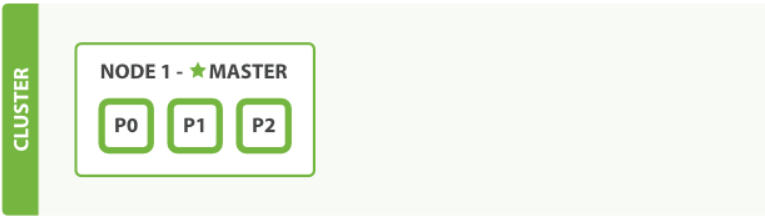 CLUSTER
NODE 1 - ★ MASTER
P0 P1 P2